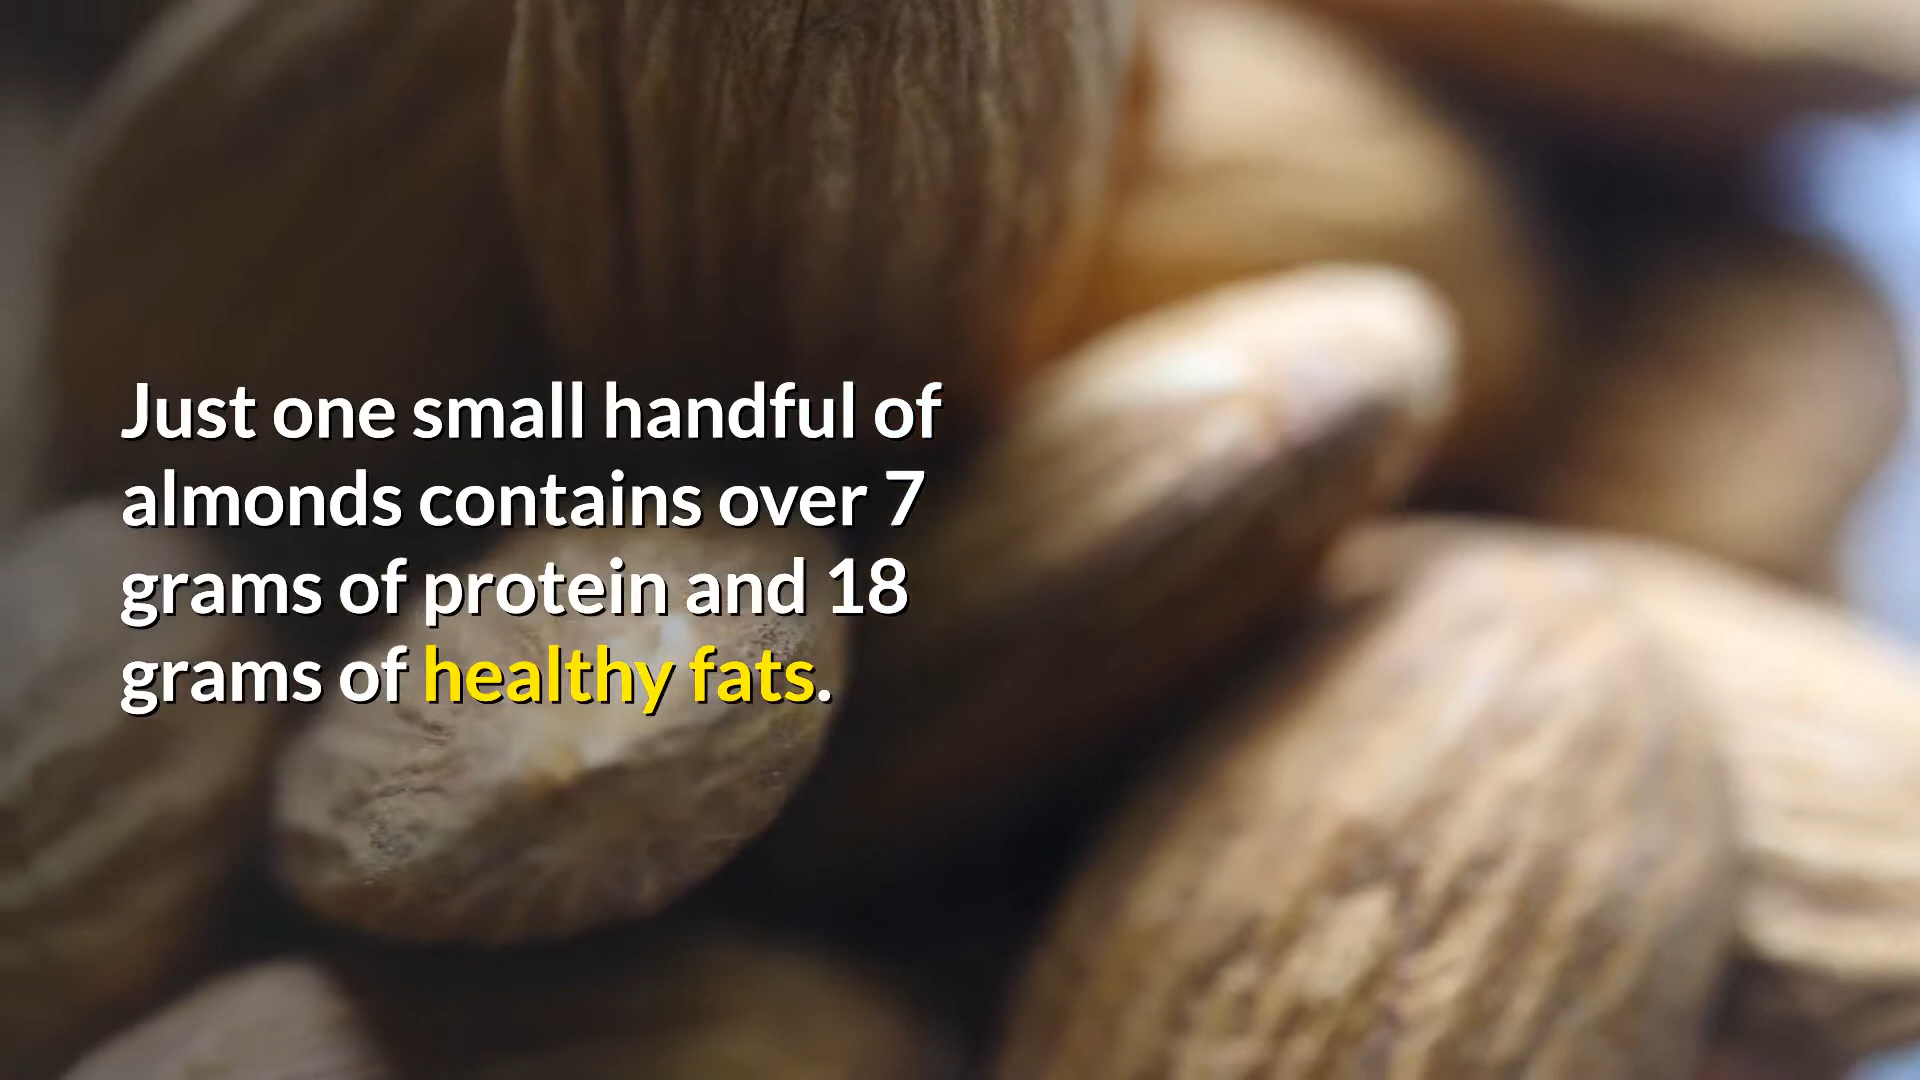 Just one small handful of
almonds contains over 7
grams of protein and 18
grams of healthy fats.